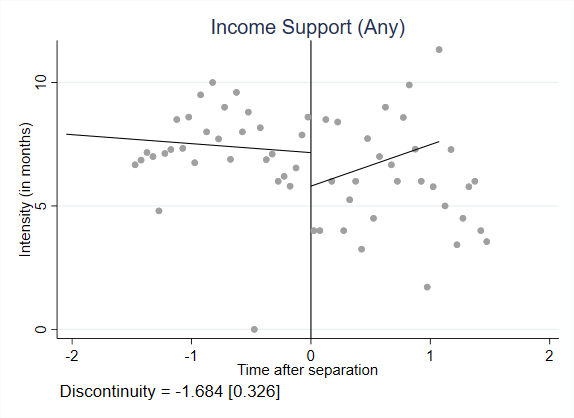 Income Support (Any)
Intensity (in months)
10
5
0
-2 -1 0 1 2
Time after separation
Discontinuity = -1.684 [0.326]